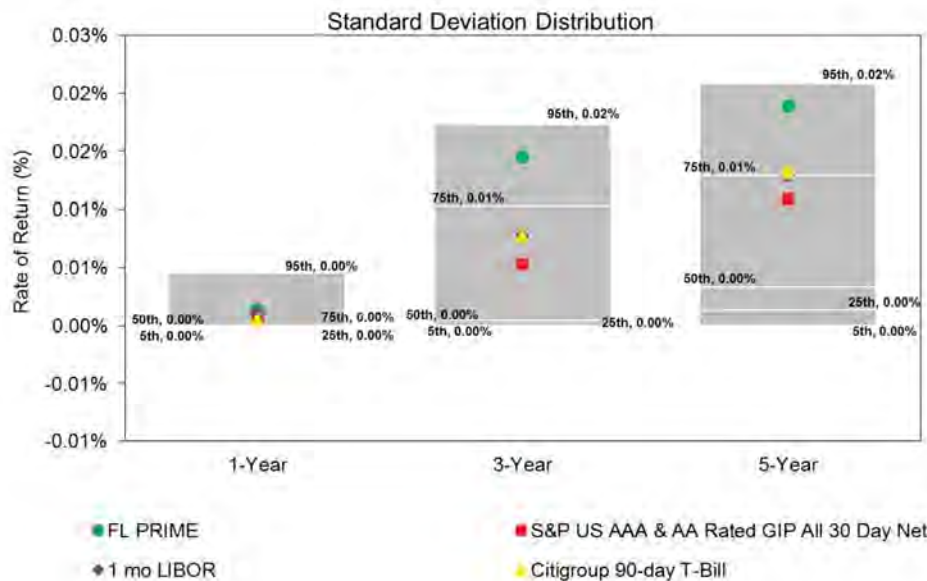 Standard Deviation Distribution
Rate of Return (%)
0.03%
0.02%
0.02%
0.01%
0.01%
0.00%
-0.01%
-0.01%
95th, 0.00%
50th, 0.00%
75th, 0.00%
5th, 0.00%
25th, 0.00%
95th, 0.02%
75th, 0.01%
50th, 0.00%
5th, 0.00%
25th, 0.00%
95th, 0.02%
75th, 0.01%
50th, 0.00%
25th, 0.00%
5th, 0.00%
1-Year
3-Year
5-Year
FL PRIME
S&P US AAA & AA Rated GIP All 30 Day Net
1 mo LIBOR
Citigroup 90-day T-Bill